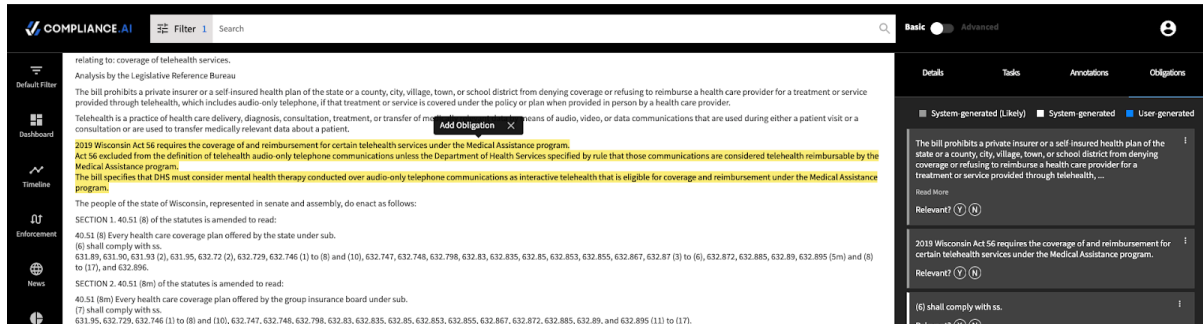 COMPLIANCE.AI
Filter 1
Search
Basic
Advanced
Default Filter
Dashboard
Timeline
Enforcement
News
relating to: coverage of telehealth services.
Analysis by the Legislative Reference Bureau
The bill prohibits a private insurer or a self-insured health plan of the state or a county, city, village, town, or school district from denying coverage or refusing to reimburse a health care provider for a treatment or service
provided through telehealth, which includes audio-only telephone, if that treatment or service is covered under the policy or plan when provided in person by a health care provider.
Telehealth is a practice of health care delivery, diagnosis, consultation, treatment, or transfer of means of audio, video, or data communications that are used during either a patient visit or a
consultation or are used to transfer medically relevant data about a patient.
Add Obligation
2019 Wisconsin Act 56 requires the coverage of and reimbursement for certain telehealth services under the Medical Assistance program.
Act 56 excluded from the definition of telehealth audio-only telephone communications unless the Department of Health Services specified by rule that those communications are considered telehealth reimbursable by the
Medical Assistance program.
The bill specifies that DHS must consider mental health therapy conducted over audio-only telephone communications as interactive telehealth that is eligible for coverage and reimbursement under the Medical Assistance
program.
The people of the state of Wisconsin, represented in senate and assembly, do enact as follows:
SECTION 1. 40.51 (8) of the statutes is amended to read:
40.51 (8) Every health care coverage plan offered by the state under sub.
(6) shall comply with ss.
631.89, 631.90, 631.93 (2), 631.95, 632.72 (2), 632.729, 632.746 (1) to (8) and (10), 632.747, 632.748, 632.798, 632.83, 632.835, 632.85, 632.853, 632.855, 632.867, 632.87 (3) to (6), 632.872, 632.885, 632.89, 632.895 (5m) and (8)
to (17), and 632.896.
SECTION 2. 40.51 (8m) of the statutes is amended to read:
40.51 (8m) Every health care coverage plan offered by the group insurance board under sub.
(7) shall comply with ss.
631.95, 632.729, 632.746 (1) to (8) and (10), 632.747, 632.748, 632.798, 632.83, 632.835, 632.85, 632.853, 632.855, 632.867, 632.872, 632.885, 632.89, and 632.895 (11) to (17).
Details
Tasks
Annotations
Obligations
System-generated (Likely)
System-generated
User-generated
The bill prohibits a private insurer or a self-insured health plan of the
state or a county, city, village, town, or school district from denying
coverage or refusing to reimburse a health care provider for a
treatment or service provided through telehealth, ...
Read More
Relevant? Y N
2019 Wisconsin Act 56 requires the coverage of and reimbursement for
certain telehealth services under the Medical Assistance program.
Relevant? Y N
(6) shall comply with ss.